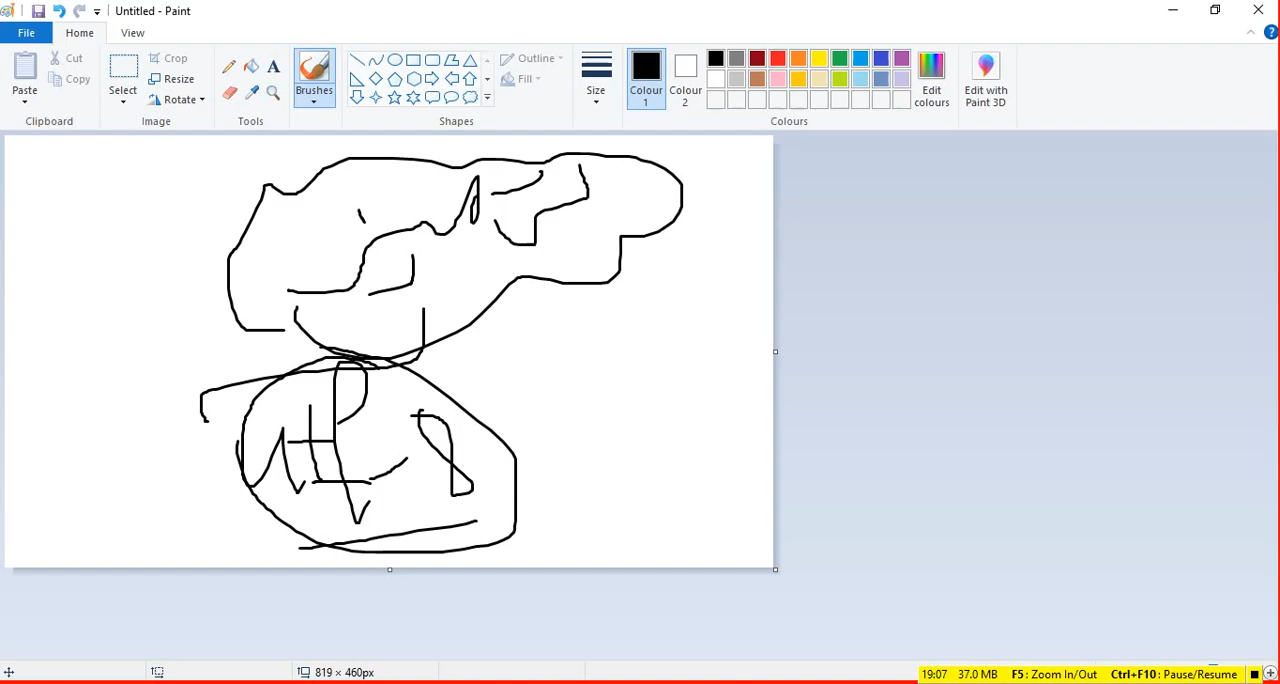 Untitled - Paint
File Home View
Paste
Cut
Copy
Clipboard
Select
Crop
Resize
Rotate
Image
A
Tools
Brushes
Shapes
Outline
Fill
Size
Colour 1
Colour 2
Edit colours
Colours
Edit with Paint 3D
?
819 × 460px
19:07 37.0 MB F5: Zoom In/Out Ctrl+F10: Pause/Resume